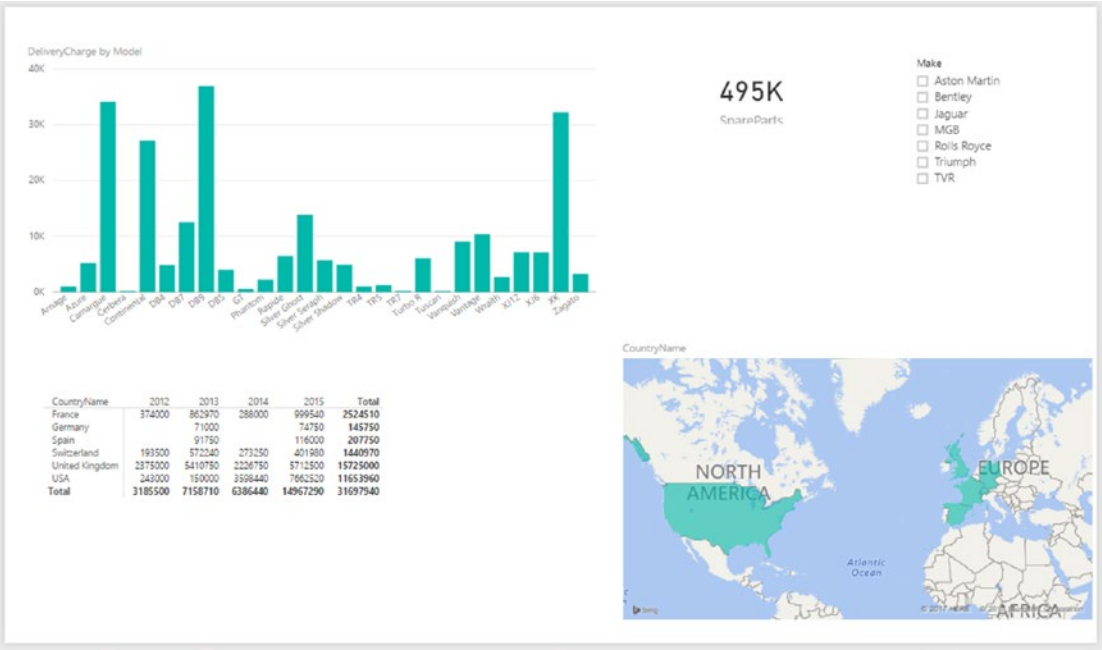 DeliveryCharge by Model
40K
30K
20K
10K
0K
Arnage
Azure
Camargue
Cerbera
Continental
DB4
DB7
DB9
DB5
GT
Phantom
Rapide
Silver Ghost
Silver Seraph
Silver Shadow
TR4
TR5
TR7
Turbo R
Tuscan
Vanquish
Vantage
Wraith
XJ12
XJ6
XK
Zagato
495K
SpareParts
Make
Aston Martin
Bentley
Jaguar
MGB
Rolls Royce
Triumph
TVR
CountryName 2012 2013 2014 2015 Total
France 374000 862970 288000 999540 2524510
Germany 71000 74750 145750
Spain 91750 116000 207750
Switzerland 193500 572240 273250 401980 1440970
United Kingdom 2375000 5410750 2226750 5712500 15725000
USA 243000 150000 3598440 7662520 11653960
Total 3185500 7158710 6386440 14967290 31697940
CountryName
NORTH
AMERICA
EUROPE
Atlantic
Ocean
AFRICA
bing